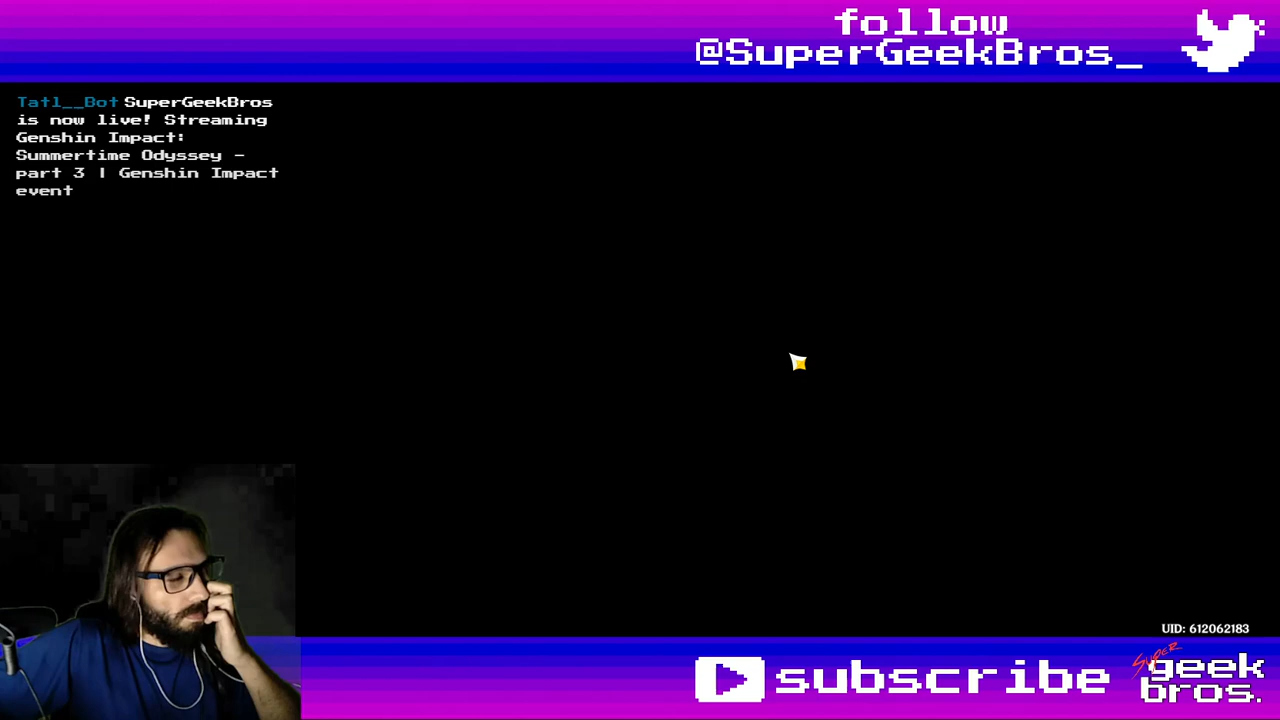 follow
@SuperGeekBros_
Tatl__Bot SuperGeekBros
is now live! Streaming
Genshin Impact:
Summertime Odyssey -
part 3 | Genshin Impact
event
UID: 612062183
subscribe
SUPER
geek
bros.